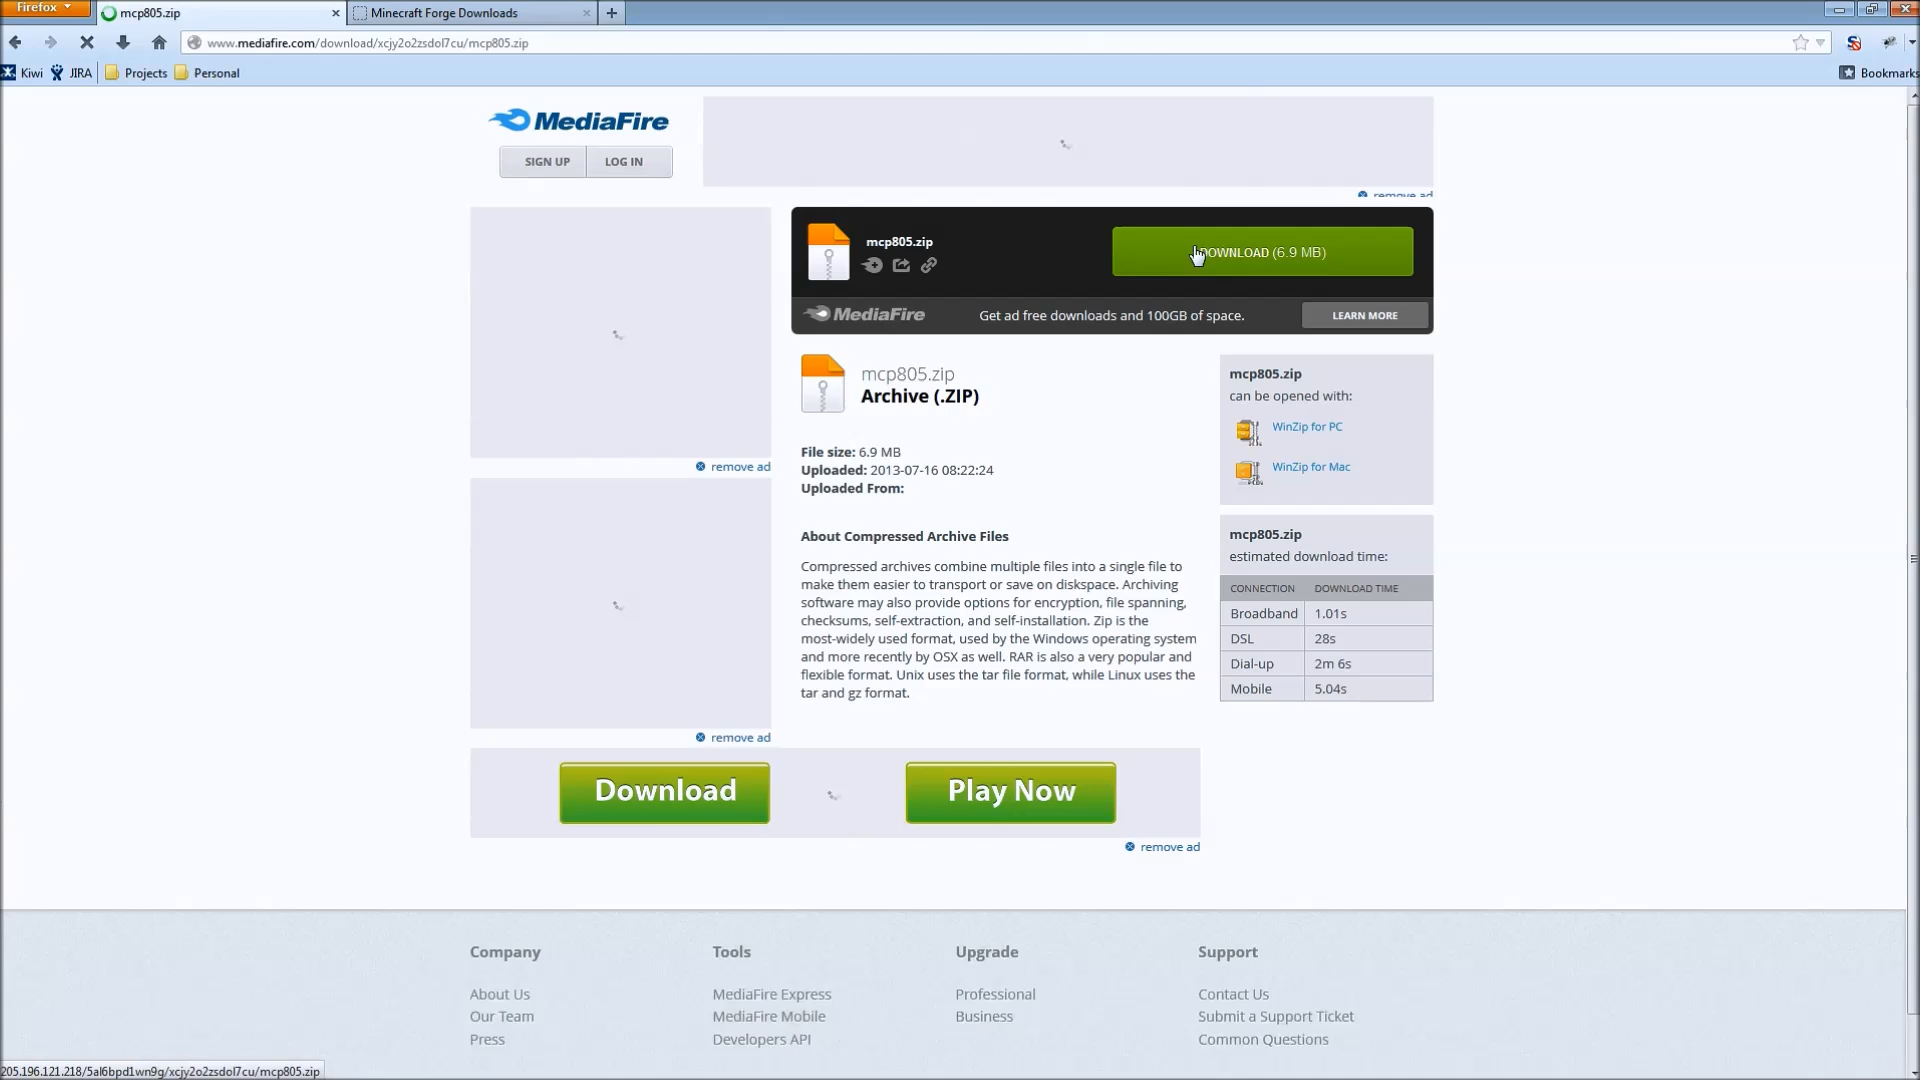 Firefox
mcp805.zip
Minecraft Forge Downloads
www.mediafire.com/download/xcjy2o2zsdol7cu/mcp805.zip
Kiwi
JIRA
Projects
Personal
Bookmarks
MediaFire
SIGN UP
LOG IN
remove ad
mcp805.zip
DOWNLOAD (6.9 MB)
MediaFire
Get ad free downloads and 100GB of space.
LEARN MORE
mcp805.zip
Archive (.ZIP)
File size: 6.9 MB
Uploaded: 2013-07-16 08:22:24
Uploaded From:
About Compressed Archive Files
Compressed archives combine multiple files into a single file to
make them easier to transport or save on diskspace. Archiving
software may also provide options for encryption, file spanning,
checksums, self-extraction, and self-installation. Zip is the
most-widely used format, used by the Windows operating system
and more recently by OSX as well. RAR is also a very popular and
flexible format. Unix uses the tar file format, while Linux uses the
tar and gz format.
mcp805.zip
can be opened with:
WinZip for PC
WinZip for Mac
mcp805.zip
estimated download time:
CONNECTION DOWNLOAD TIME
Broadband 1.01s
DSL 28s
Dial-up 2m 6s
Mobile 5.04s
remove ad
remove ad
Download
Play Now
remove ad
Company
About Us
Our Team
Press
Tools
MediaFire Express
MediaFire Mobile
Developers API
Upgrade
Professional
Business
Support
Contact Us
Submit a Support Ticket
Common Questions
205.196.121.218/5al6bpd1wn9g/xcjy2o2zsdol7cu/mcp805.zip